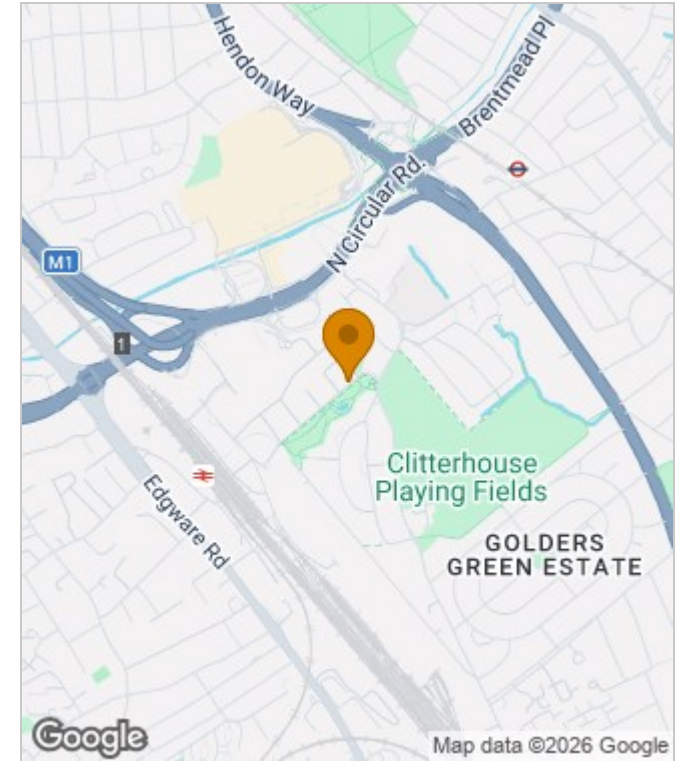 Hendon Way
Brentmead Pl
N Circular Rd.
M1
1
Clitterhouse
Playing Fields
Edgware Rd
GOLDERS
GREEN ESTATE
Google
Map data ©2026 Google